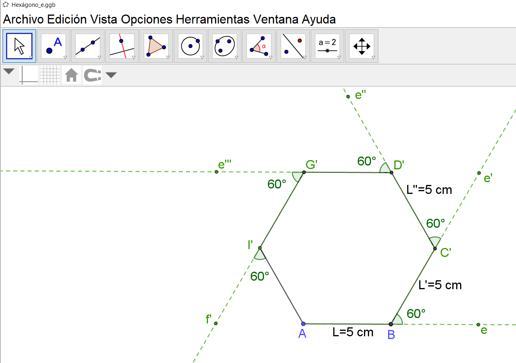 Hexágono_e.ggb
Archivo Edición Vista Opciones Herramientas Ventana Ayuda
A
α
a=2
e''
e'''
G'
60°
D'
60°
e'
L''=5 cm
60°
I'
C'
60°
L'=5 cm
f'
60°
e
A
L=5 cm
B